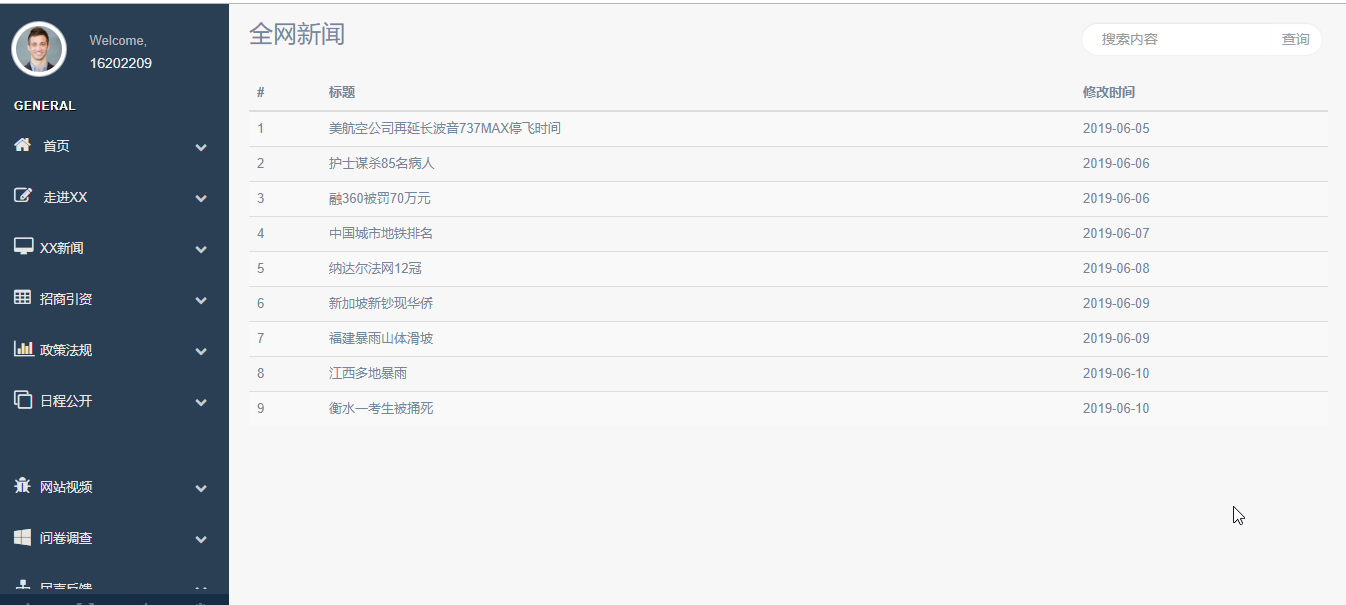 Welcome,
16202209
GENERAL
首页
走进XX
XX新闻
招商引资
政策法规
日程公开
网站视频
问卷调查
民声反馈
全网新闻
搜索内容 查询
# 标题 修改时间
1 美航空公司再延长波音737MAX停飞时间 2019-06-05
2 护士谋杀85名病人 2019-06-06
3 融360被罚70万元 2019-06-06
4 中国城市地铁排名 2019-06-07
5 纳达尔法网12冠 2019-06-08
6 新加坡新钞现华侨 2019-06-09
7 福建暴雨山体滑坡 2019-06-09
8 江西多地暴雨 2019-06-10
9 衡水一考生被捅死 2019-06-10